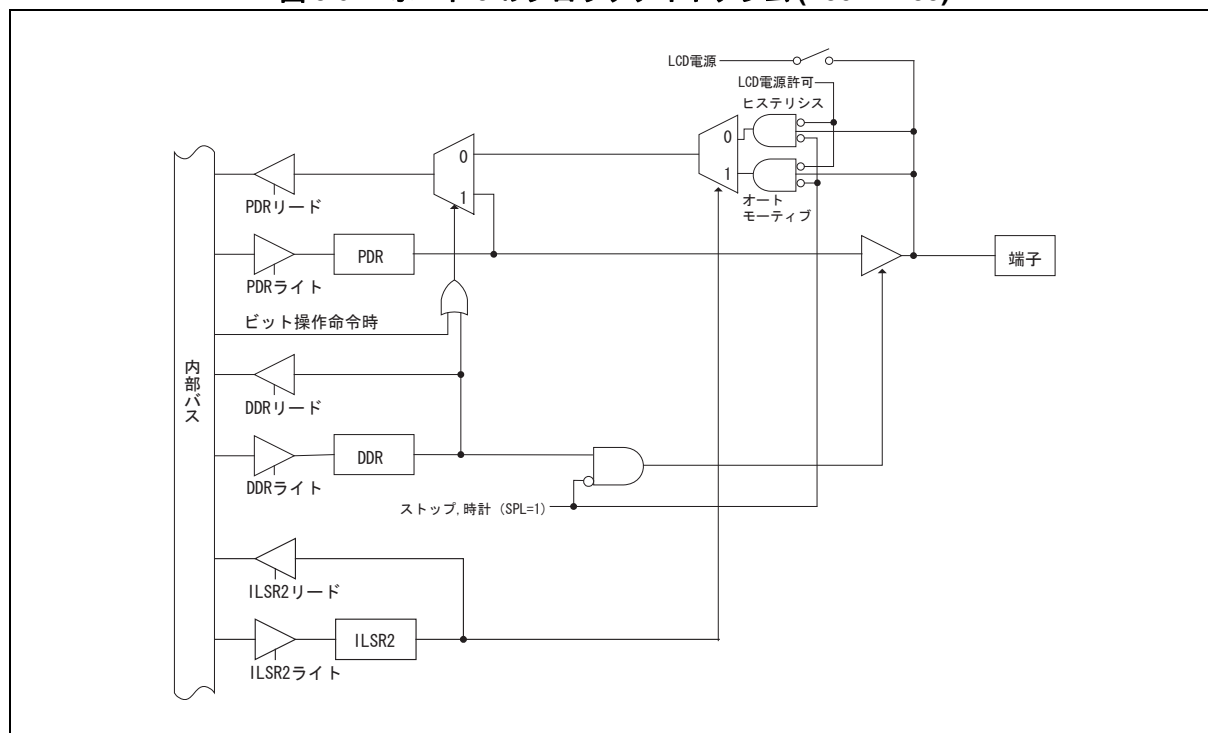 LCD電源
LCD電源許可
ヒステリシス
0
1
オート
モーティブ
0
1
PDRリード
PDR
PDRライト
端子
ビット操作命令時
内部バス
DDRリード
DDR
DDRライト
ストップ,時計 (SPL=1)
ILSR2リード
ILSR2
ILSR2ライト